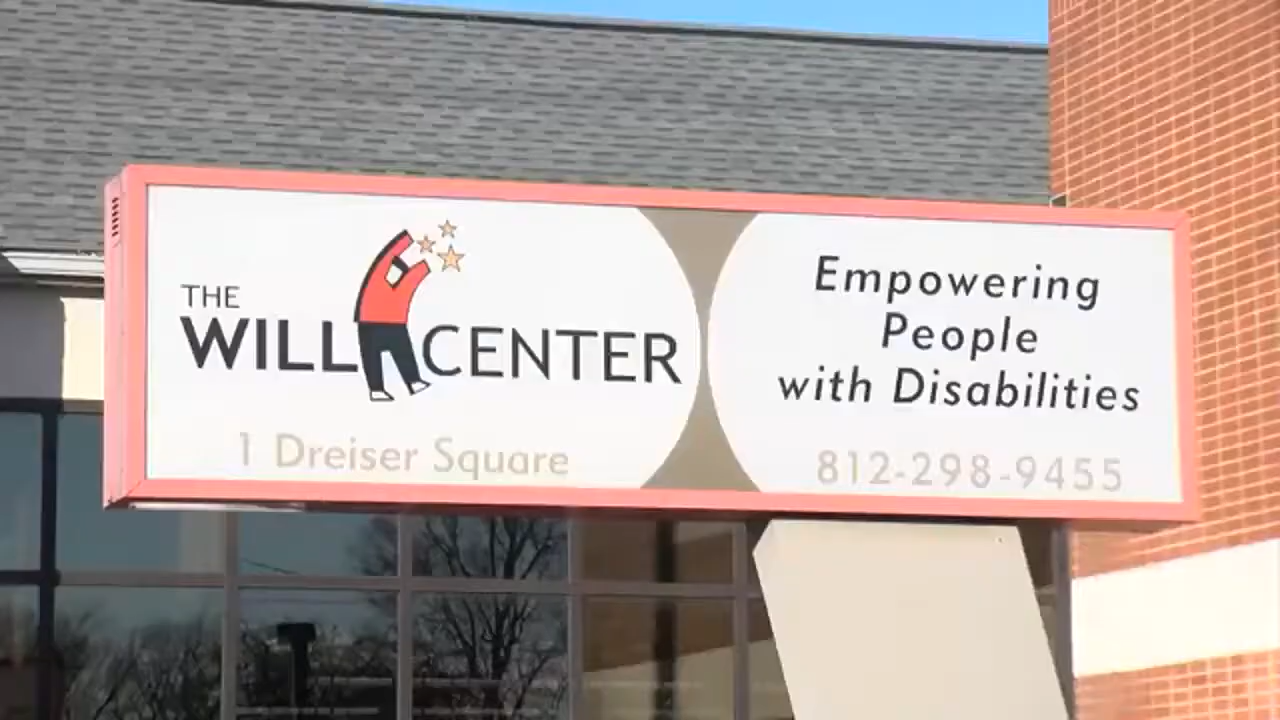 THE
WILL CENTER
1 Dreiser Square
Empowering
People
with Disabilities
812-298-9455